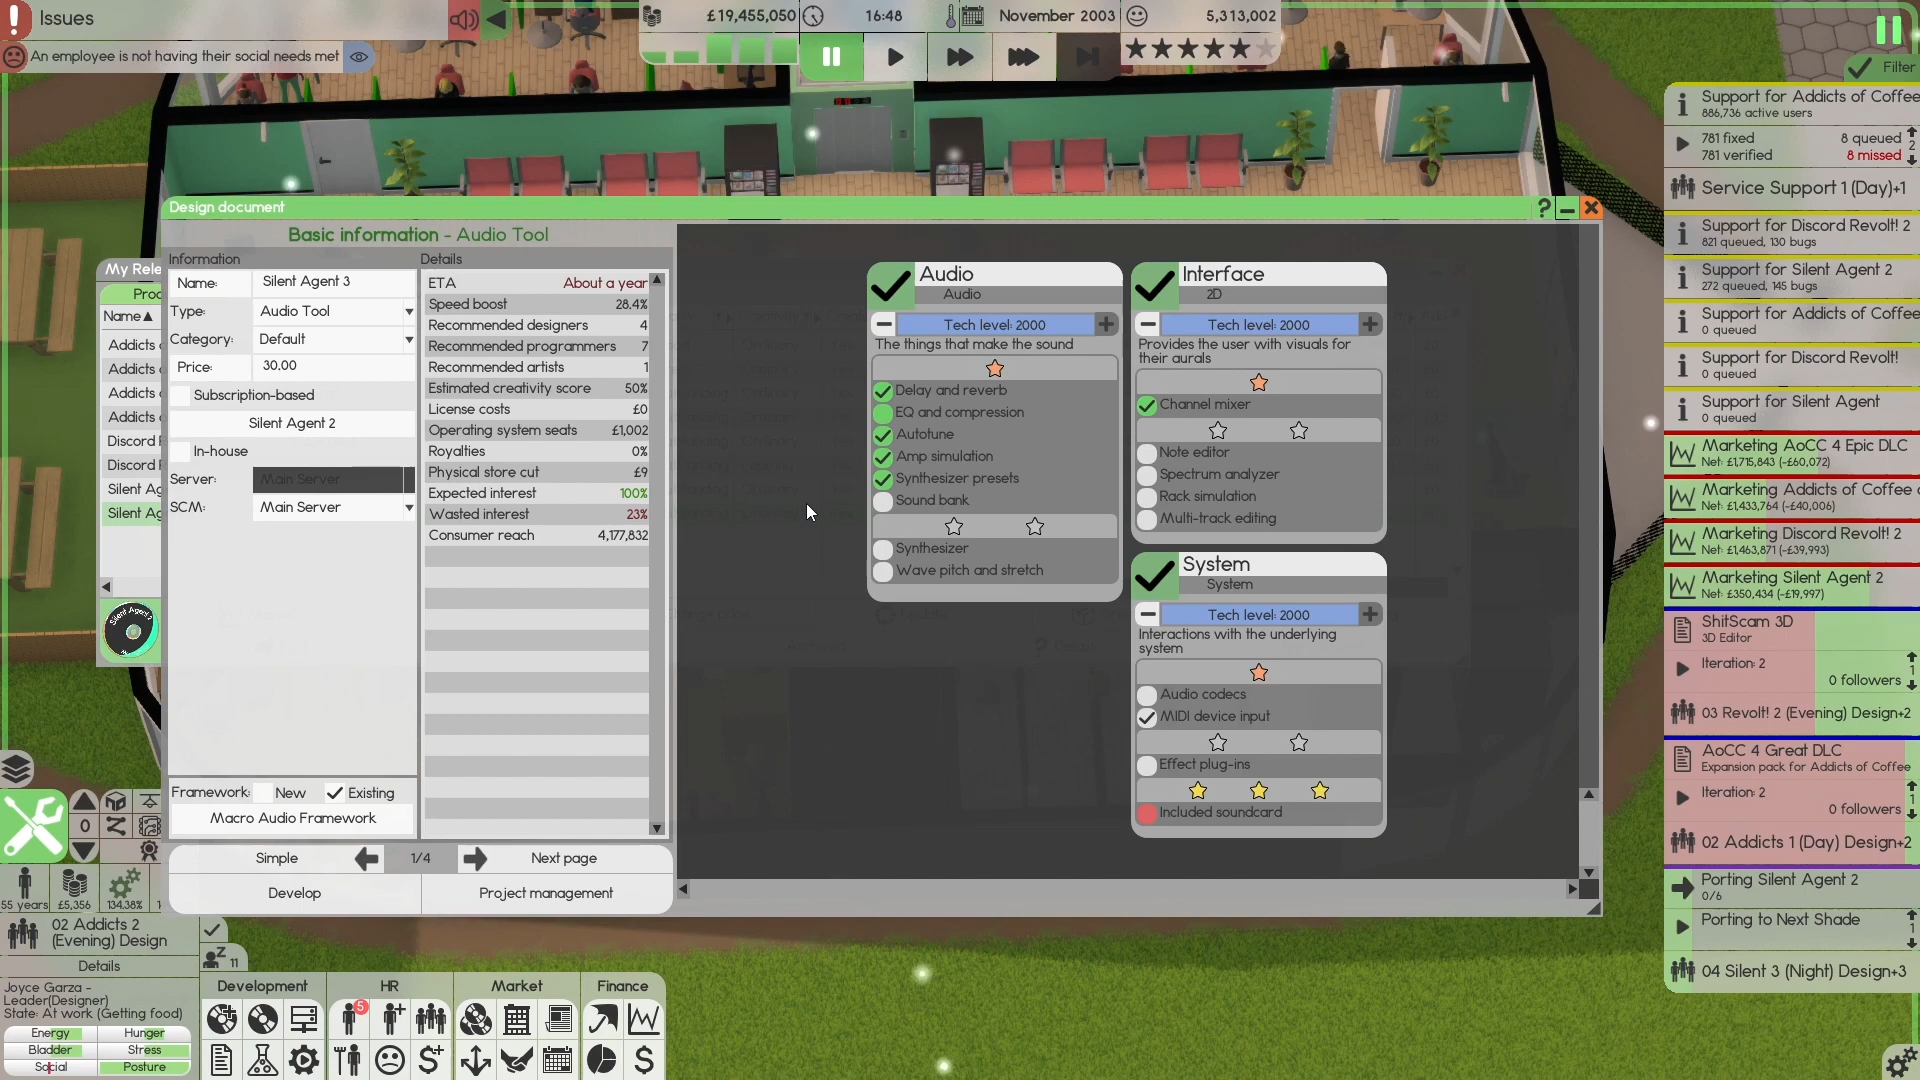 Issues
An employee is not having their social needs met
£19,455,050
16:48
November 2003
5,313,002
Filter
Support for Addicts of Coffee
886,736 active users
781 fixed 8 queued
781 verified 8 missed
2
Service Support 1 (Day)+1
Support for Discord Revolt! 2
821 queued, 130 bugs
Support for Silent Agent 2
272 queued, 145 bugs
Support for Addicts of Coffee
0 queued
Support for Discord Revolt!
0 queued
Support for Silent Agent
0 queued
Marketing AoCC 4 Epic DLC
Net: £1,715,843 (-£60,072)
Marketing Addicts of Coffee
Net: £1,433,764 (-£40,006)
Marketing Discord Revolt! 2
Net: £1,463,871 (-£39,993)
Marketing Silent Agent 2
Net: £350,434 (-£19,997)
ShitScam 3D
3D Editor
Iteration: 2
1
0 followers
03 Revolt! 2 (Evening) Design+2
AoCC 4 Great DLC
Expansion pack for Addicts of Coffee
Iteration: 2
1
0 followers
02 Addicts 1 (Day) Design+2
Porting Silent Agent 2
0/6
Porting to Next Shade
1
04 Silent 3 (Night) Design+3
My Rele
Proc
Name▲
Addicts
Addicts
Addicts
Addicts
Discord
Discord
Silent Ag
Silent Ag
Silent Agent 2
Design document
?
Basic information - Audio Tool
Information
Name: Silent Agent 3
Type: Audio Tool
Category: Default
Price: 30.00
Subscription-based
Silent Agent 2
In-house
Server: Main Server
SCM: Main Server
Framework: New Existing
Macro Audio Framework
Details
ETA About a year
Speed boost 28.4%
Recommended designers 4
Recommended programmers 7
Recommended artists 1
Estimated creativity score 50%
License costs £0
Operating system seats £1,002
Royalties 0%
Physical store cut £9
Expected interest 100%
Wasted interest 23%
Consumer reach 4,177,832
Simple 1/4 Next page
Develop Project management
Audio
Audio
Tech level: 2000
The things that make the sound
Delay and reverb
EQ and compression
Autotune
Amp simulation
Synthesizer presets
Sound bank
Synthesizer
Wave pitch and stretch
Interface
2D
Tech level: 2000
Provides the user with visuals for
their aurals
Channel mixer
Note editor
Spectrum analyzer
Rack simulation
Multi-track editing
System
System
Tech level: 2000
Interactions with the underlying
system
Audio codecs
MIDI device input
Effect plug-ins
Included soundcard
0
55 years £5,356 134.38%
02 Addicts 2
(Evening) Design
11
Details
Joyce Garza -
Leader(Designer)
State: At work (Getting food)
Energy Hunger
Bladder Stress
Social Posture
Development HR Market Finance
5